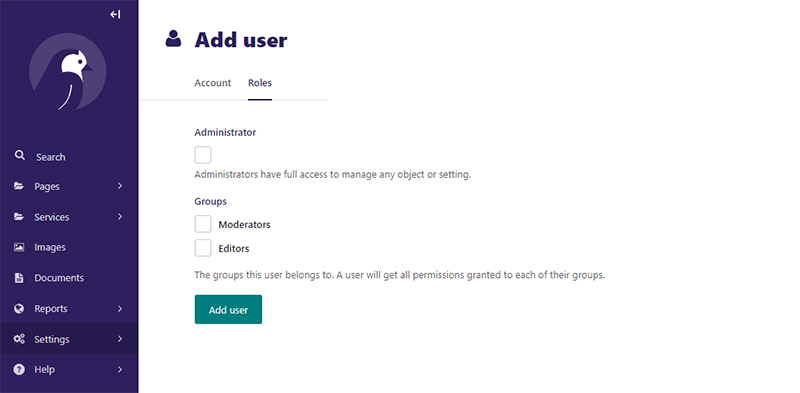 Add user
Account Roles
Search
Pages
Services
Images
Documents
Reports
Settings
Help
Administrator
Administrators have full access to manage any object or setting.
Groups
Moderators
Editors
The groups this user belongs to. A user will get all permissions granted to each of their groups.
Add user